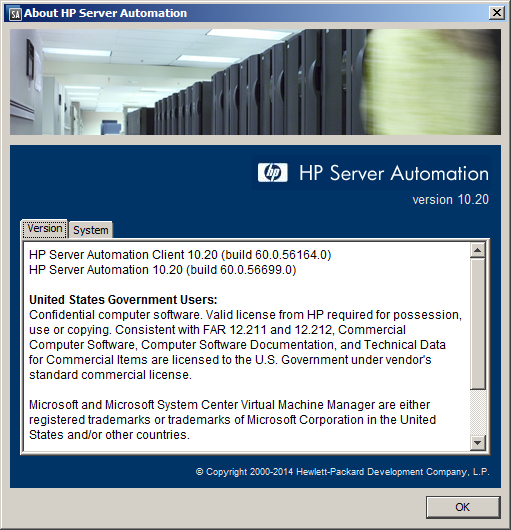 SA About HP Server Automation
hp HP Server Automation
version 10.20
Version System
HP Server Automation Client 10.20 (build 60.0.56164.0)
HP Server Automation 10.20 (build 60.0.56699.0)
United States Government Users:
Confidential computer software. Valid license from HP required for possession,
use or copying. Consistent with FAR 12.211 and 12.212, Commercial
Computer Software, Computer Software Documentation, and Technical Data
for Commercial Items are licensed to the U.S. Government under vendor's
standard commercial license.
Microsoft and Microsoft System Center Virtual Machine Manager are either
registered trademarks or trademarks of Microsoft Corporation in the United
States and/or other countries.
© Copyright 2000-2014 Hewlett-Packard Development Company, L.P.
OK